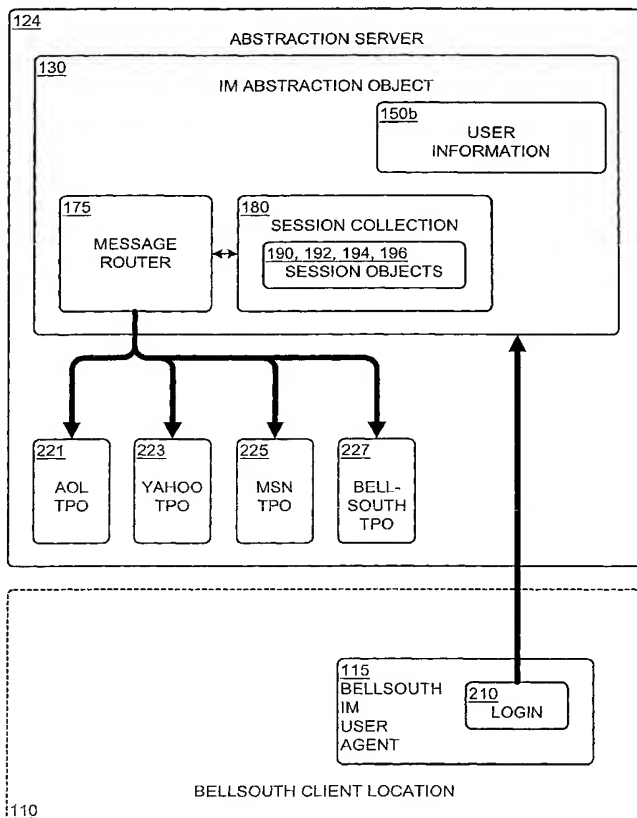 124
ABSTRACTION SERVER
130
IM ABSTRACTION OBJECT
150b
USER
INFORMATION
175
MESSAGE
ROUTER
180
SESSION COLLECTION
190, 192, 194, 196
SESSION OBJECTS
221
AOL
TPO
223
YAHOO
TPO
225
MSN
TPO
227
BELL-
SOUTH
TPO
115
BELLSOUTH
IM
USER
AGENT
210
LOGIN
BELLSOUTH CLIENT LOCATION
110